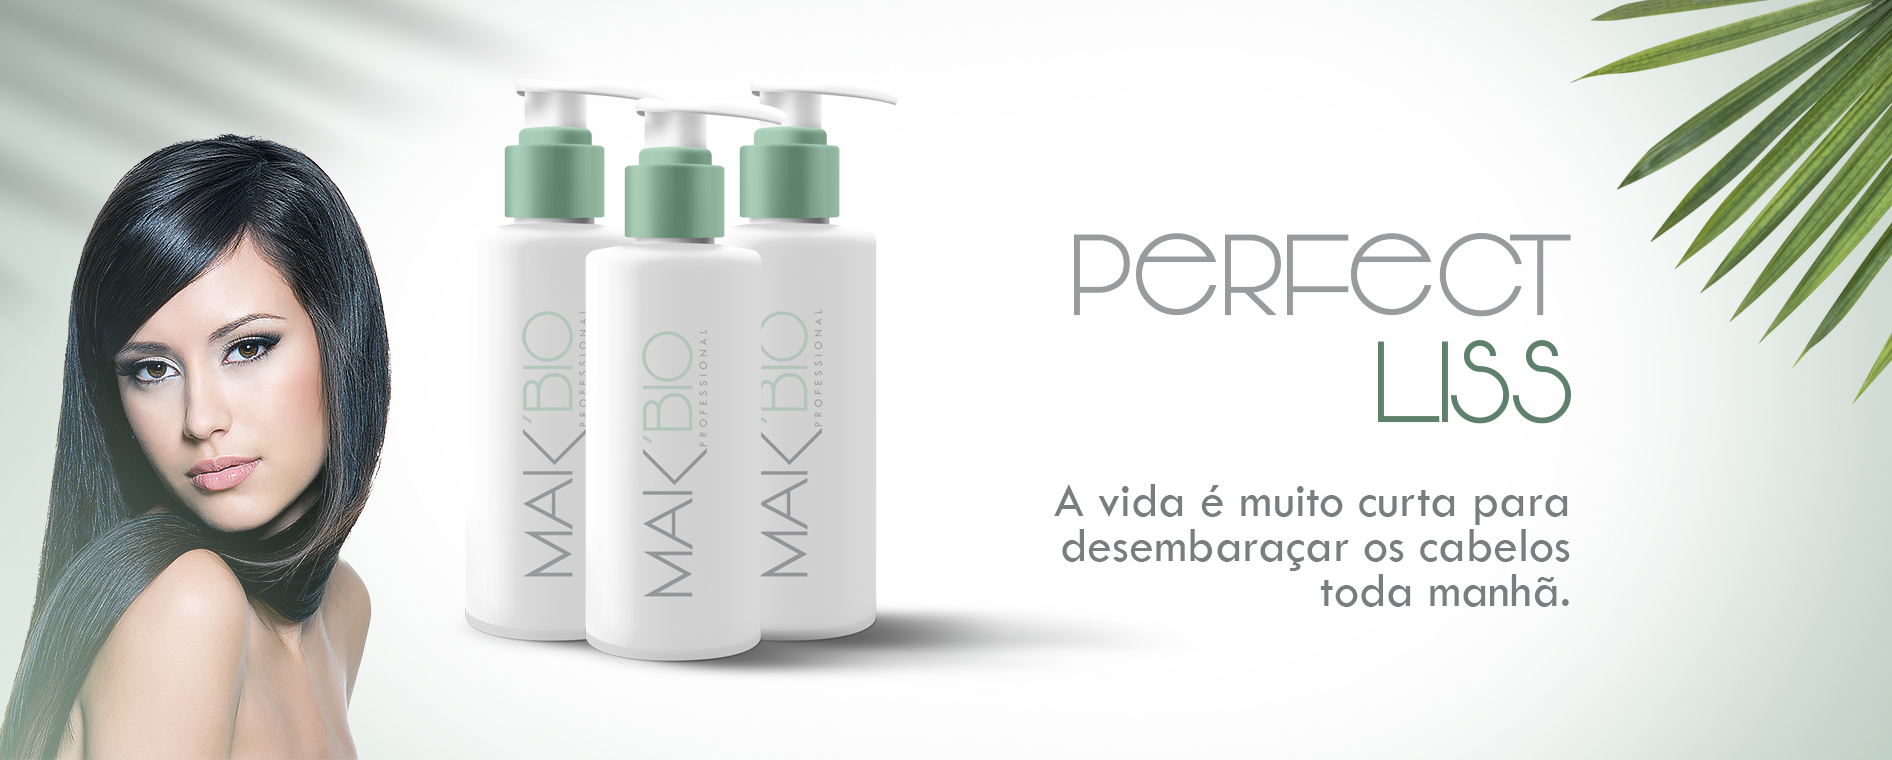 MAK'BIO
PROFESSIONAL
MAK'BIO
PROFESSIONAL
MAK'BIO
PROFESSIONAL
PERFECT
LISS
A vida é muito curta para
desembaraçar os cabelos
toda manhã.